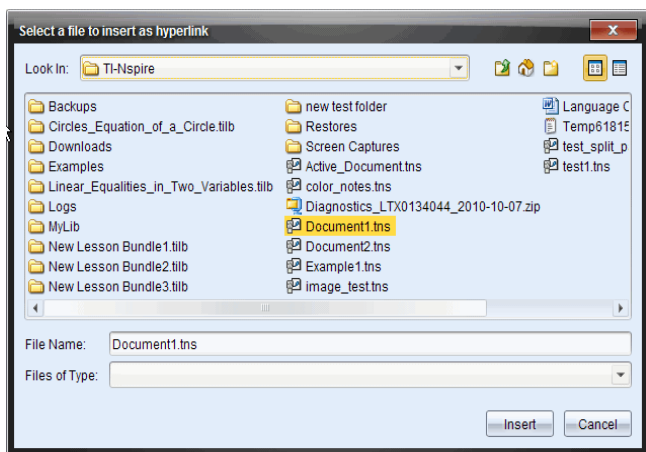 Select a file to insert as hyperlink
Look In: TI-Nspire
Backups
Circles_Equation_of_a_Circle.tilb
Downloads
Examples
Linear_Equalities_in_Two_Variables.tilb
Logs
MyLib
New Lesson Bundle1.tilb
New Lesson Bundle2.tilb
New Lesson Bundle3.tilb
new test folder
Restores
Screen Captures
Active_Document.tns
color_notes.tns
Diagnostics_LTX0134044_2010-10-07.zip
Document1.tns
Document2.tns
Example1.tns
image_test.tns
Language C
Temp61815
test_split_p
test1.tns
File Name: Document1.tns
Files of Type:
Insert Cancel